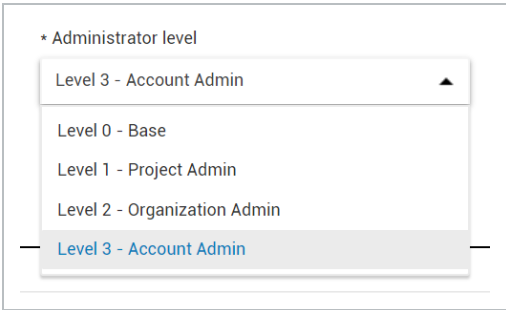 * Administrator level
Level 3 - Account Admin
Level 0 - Base
Level 1 - Project Admin
Level 2 - Organization Admin
Level 3 - Account Admin